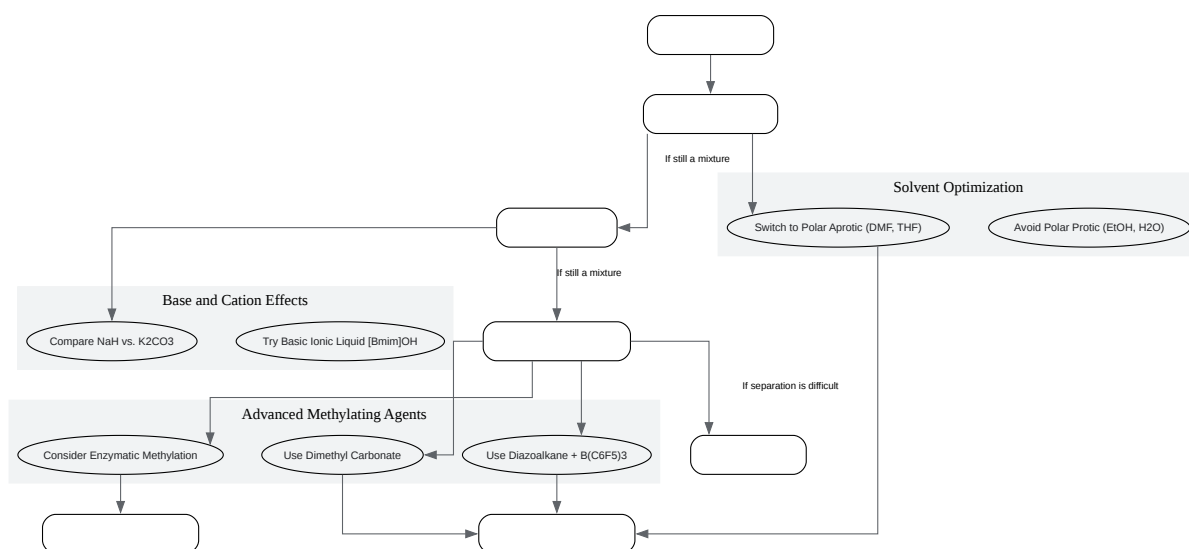 If still a mixture
Solvent Optimization
Switch to Polar Aprotic (DMF, THF)
Avoid Polar Protic (EtOH, H2O)
If still a mixture
Base and Cation Effects
Compare NaH vs. K2CO3
Try Basic Ionic Liquid [Bmim]OH
If separation is difficult
Advanced Methylating Agents
Consider Enzymatic Methylation
Use Dimethyl Carbonate
Use Diazoalkane + B(C6F5)3